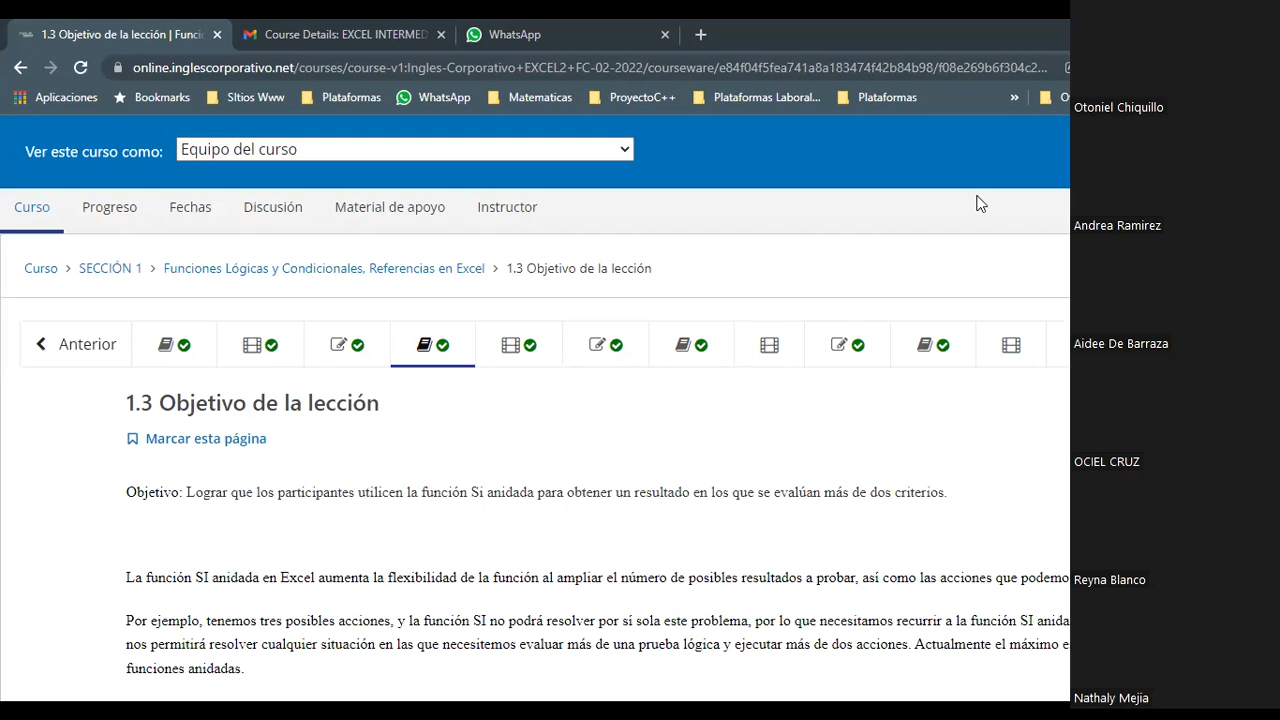 1.3 Objetivo de la lección | Funci
Course Details: EXCEL INTERMED
WhatsApp
online.inglescorporativo.net/courses/course-v1:Ingles-Corporativo+EXCEL2+FC-02-2022/courseware/e84f04f5fea741a8a183474f42b84b98/f08e269b6f304c2...
Aplicaciones
Bookmarks
SItios Www
Plataformas
WhatsApp
Matematicas
ProyectoC++
Plataformas Laboral...
Plataformas
»
O
Ver este curso como:
Equipo del curso
Curso
Progreso
Fechas
Discusión
Material de apoyo
Instructor
Curso > SECCIÓN 1 > Funciones Lógicas y Condicionales, Referencias en Excel > 1.3 Objetivo de la lección
Anterior
1.3 Objetivo de la lección
Marcar esta página
Objetivo: Lograr que los participantes utilicen la función Si anidada para obtener un resultado en los que se evalúan más de dos criterios.
La función SI anidada en Excel aumenta la flexibilidad de la función al ampliar el número de posibles resultados a probar, así como las acciones que podemo
Por ejemplo, tenemos tres posibles acciones, y la función SI no podrá resolver por sí sola este problema, por lo que necesitamos recurrir a la función SI anida
nos permitirá resolver cualquier situación en las que necesitemos evaluar más de una prueba lógica y ejecutar más de dos acciones. Actualmente el máximo e
funciones anidadas.
Otoniel Chiquillo
Andrea Ramirez
Aidee De Barraza
OCIEL CRUZ
Reyna Blanco
Nathaly Mejia